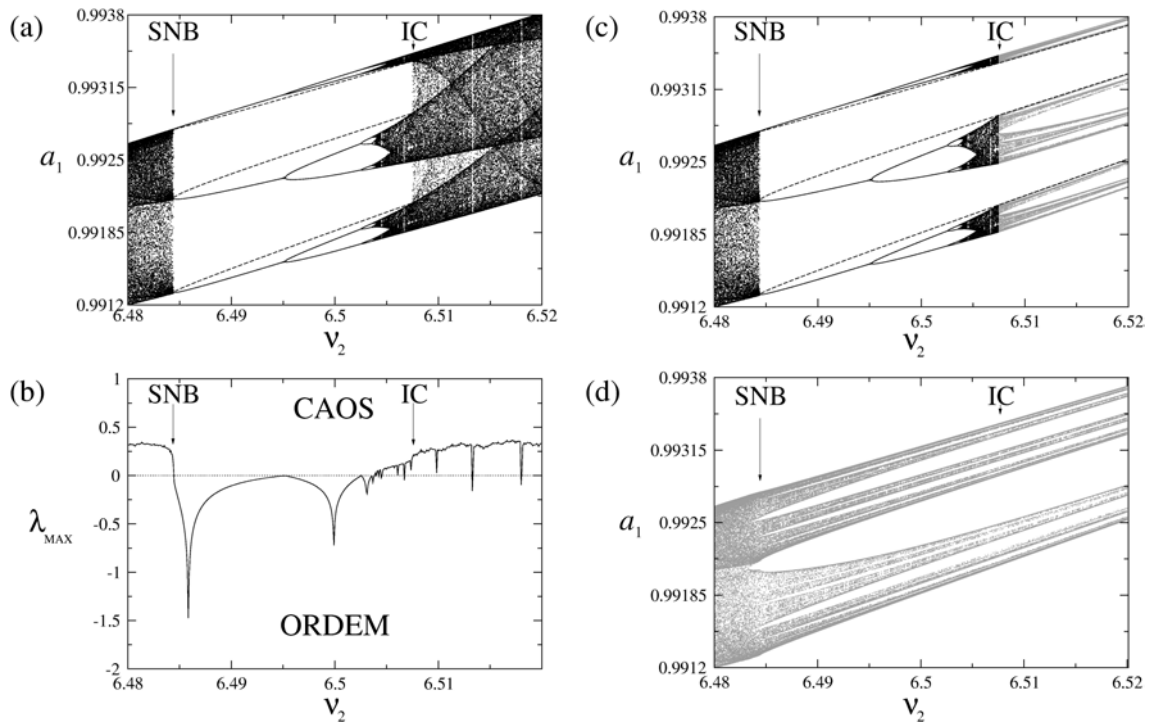 (a)
SNB
IC
0.9938
0.99315
0.9925
0.99185
0.9912
a1
6.48
6.49
6.5
6.51
6.52
ν2
(b)
SNB
IC
CAOS
ORDEM
1
0.5
0
-0.5
-1
-1.5
-2
λMAX
6.48
6.49
6.5
6.51
ν2
(c)
SNB
IC
0.9938
0.99315
0.9925
0.99185
0.9912
a1
6.48
6.49
6.5
6.51
6.52
ν2
(d)
SNB
IC
0.9938
0.99315
0.9925
0.99185
0.9912
a1
6.48
6.49
6.5
6.51
6.52
ν2